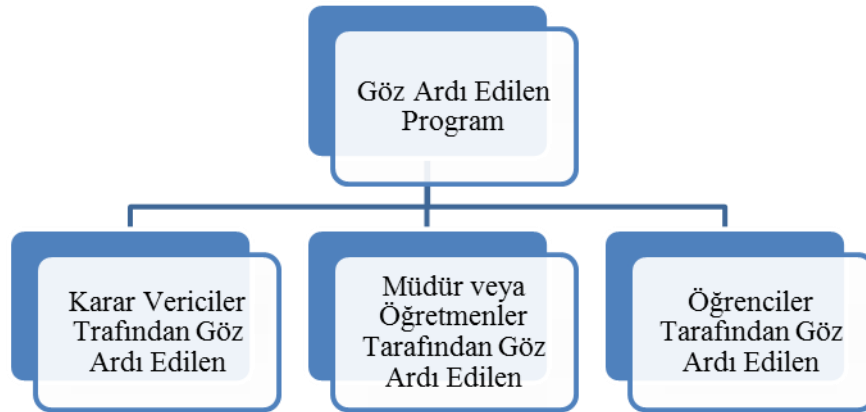 Göz Ardı Edilen
Program
Karar Vericiler
Trafından Göz
Ardı Edilen
Müdür veya
Öğretmenler
Tarafından Göz
Ardı Edilen
Öğrenciler
Tarafından Göz
Ardı Edilen